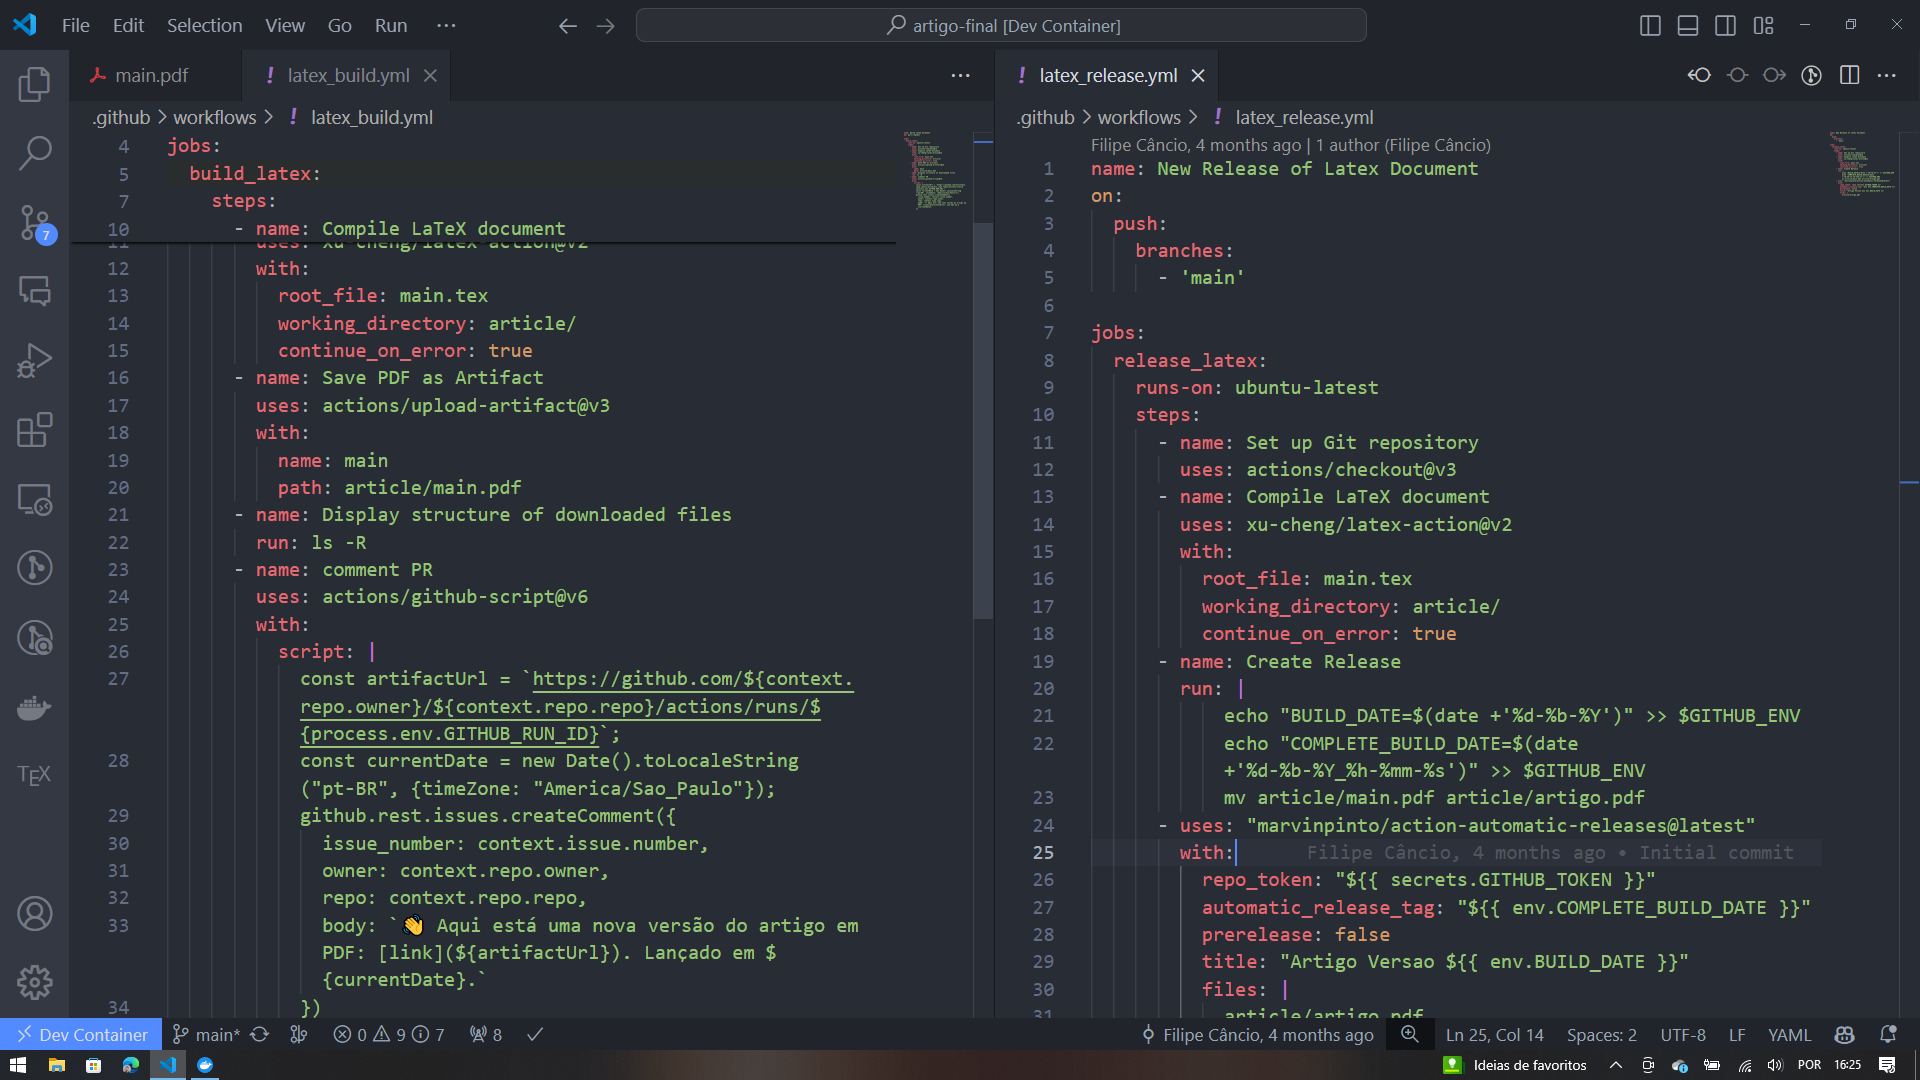 File Edit Selection View Go Run ···
artigo-final [Dev Container]
main.pdf
latex_build.yml
.github > workflows > ! latex_build.yml
4 jobs:
5 build_latex:
7 steps:
10 - name: Compile LaTeX document
11 uses: xu-cheng/latex-action@v2
12 with:
13 root_file: main.tex
14 working_directory: article/
15 continue_on_error: true
16 - name: Save PDF as Artifact
17 uses: actions/upload-artifact@v3
18 with:
19 name: main
20 path: article/main.pdf
21 - name: Display structure of downloaded files
22 run: ls -R
23 - name: comment PR
24 uses: actions/github-script@v6
25 with:
26 script: |
27 const artifactUrl = `https://github.com/${context.
repo.owner}/${context.repo.repo}/actions/runs/$
{process.env.GITHUB_RUN_ID}`;
28 const currentDate = new Date().toLocaleString
("pt-BR", {timeZone: "America/Sao_Paulo"});
29 github.rest.issues.createComment({
30 issue_number: context.issue.number,
31 owner: context.repo.owner,
32 repo: context.repo.repo,
33 body: `👋 Aqui está uma nova versão do artigo em
PDF: [link](${artifactUrl}). Lançado em $
{currentDate}.`
34 })
latex_release.yml
.github > workflows > ! latex_release.yml
Filipe Câncio, 4 months ago | 1 author (Filipe Câncio)
1 name: New Release of Latex Document
2 on:
3 push:
4 branches:
5 - 'main'
6
7 jobs:
8 release_latex:
9 runs-on: ubuntu-latest
10 steps:
11 - name: Set up Git repository
12 uses: actions/checkout@v3
13 - name: Compile LaTeX document
14 uses: xu-cheng/latex-action@v2
15 with:
16 root_file: main.tex
17 working_directory: article/
18 continue_on_error: true
19 - name: Create Release
20 run: |
21 echo "BUILD_DATE=$(date +'%d-%b-%Y')" >> $GITHUB_ENV
22 echo "COMPLETE_BUILD_DATE=$(date
+'%d-%b-%Y_%h-%mm-%s')" >> $GITHUB_ENV
23 mv article/main.pdf article/artigo.pdf
24 - uses: "marvinpinto/action-automatic-releases@latest"
25 with: Filipe Câncio, 4 months ago • Initial commit
26 repo_token: "${{ secrets.GITHUB_TOKEN }}"
27 automatic_release_tag: "${{ env.COMPLETE_BUILD_DATE }}"
28 prerelease: false
29 title: "Artigo Versao ${{ env.BUILD_DATE }}"
30 files: |
31 article/artigo.pdf
7
TEX
Dev Container main* 0 9 7 8
Filipe Câncio, 4 months ago Ln 25, Col 14 Spaces: 2 UTF-8 LF YAML
Ideias de favoritos POR 16:25